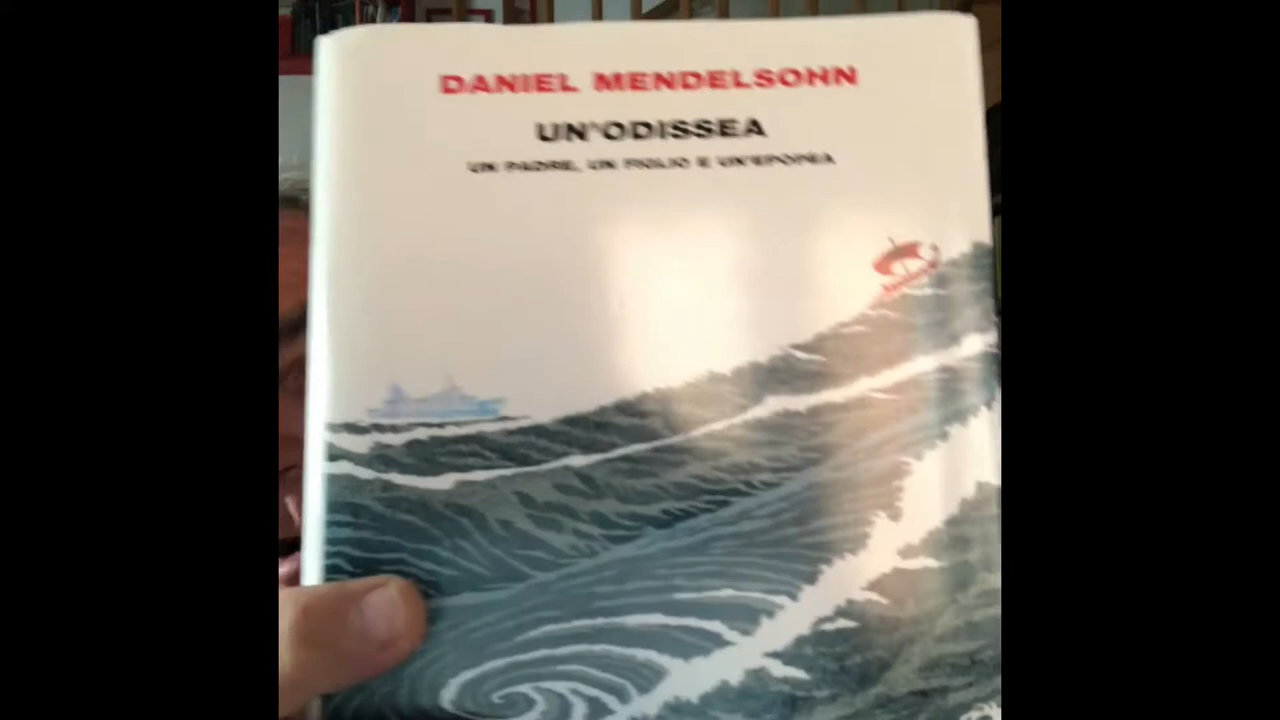 DANIEL MENDELSOHN
UN'ODISSEA
UN PADRE, UN FIGLIO E UN'EPOPEA